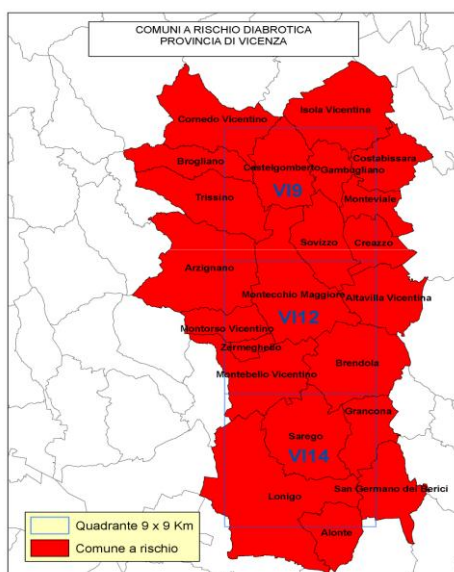 COMUNI A RISCHIO DIABROTICA
PROVINCIA DI VICENZA
Isola Vicentina
Cornedo Vicentino
Brogliano
Castelgomberto
Gambugliano
Costabissara
VI9
Trissino
Monteviale
Sovizzo
Creazzo
Arzignano
Montecchio Maggiore
Altavilla Vicentina
VI12
Montorso Vicentino
Zermeghedo
Brendola
Montebello Vicentino
Grancona
Sarego
VI14
San Germano dei Berici
Lonigo
Alonte
Quadrante 9 x 9 Km
Comune a rischio